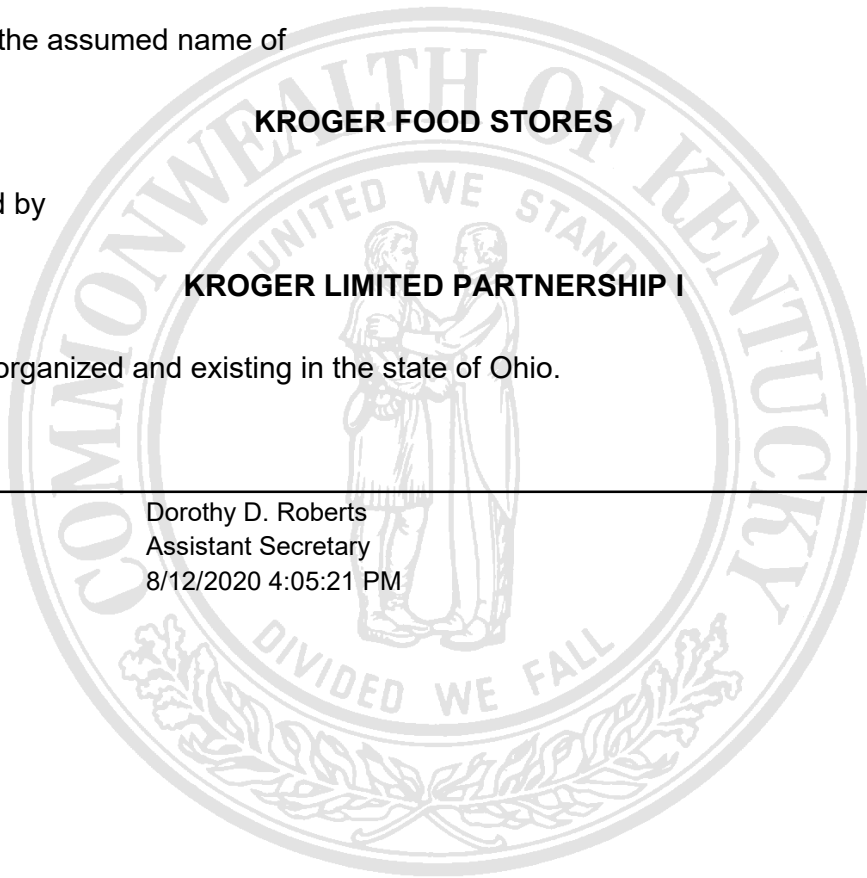 the assumed name of
KROGER FOOD STORES
d by
KROGER LIMITED PARTNERSHIP I
organized and existing in the state of Ohio.
Dorothy D. Roberts
Assistant Secretary
8/12/2020 4:05:21 PM
COMMONWEALTH OF KENTUCKY
UNITED WE STAND
DIVIDED WE FALL